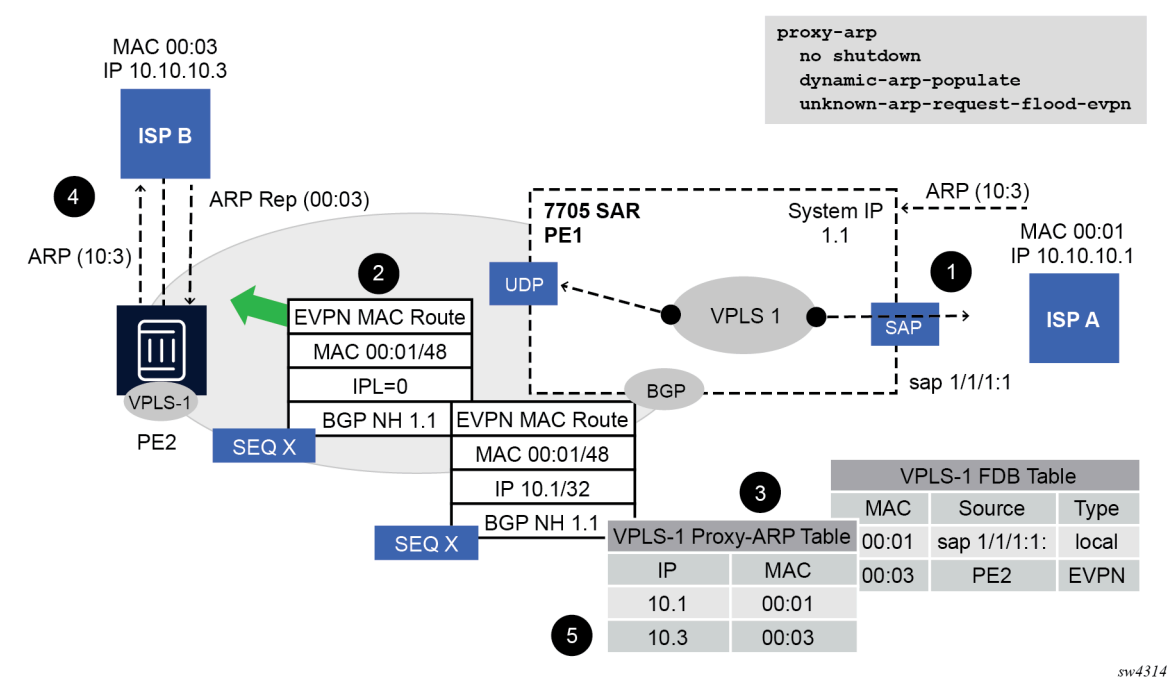 proxy-arp
no shutdown
dynamic-arp-populate
unknown-arp-request-flood-evpn
MAC 00:03
IP 10.10.10.3
ISP B
4
ARP Rep (00:03)
ARP (10:3)
7705 SAR
PE1
System IP
1.1
ARP (10:3)
MAC 00:01
IP 10.10.10.1
1
2
UDP
VPLS 1
SAP
ISP A
sap 1/1/1:1
BGP
EVPN MAC Route
MAC 00:01/48
IPL=0
BGP NH 1.1
SEQ X
VPLS-1
PE2
EVPN MAC Route
MAC 00:01/48
IP 10.1/32
BGP NH 1.1
SEQ X
3
VPLS-1 FDB Table
MAC Source Type
00:01 sap 1/1/1:1: local
00:03 PE2 EVPN
VPLS-1 Proxy-ARP Table
IP MAC
10.1 00:01
10.3 00:03
5
sw4314